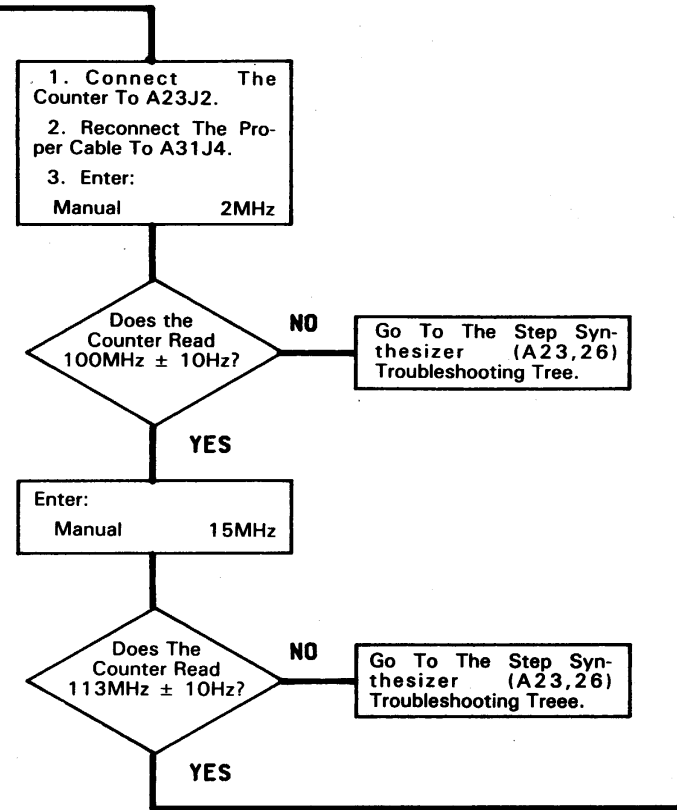 1. Connect The
Counter To A23J2.
2. Reconnect The Pro-
per Cable To A31J4.
3. Enter:
Manual 2MHz
Does the
Counter Read
100MHz ± 10Hz?
NO
Go To The Step Syn-
thesizer (A23,26)
Troubleshooting Tree.
YES
Enter:
Manual 15MHz
Does The
Counter Read
113MHz ± 10Hz?
NO
Go To The Step Syn-
thesizer (A23,26)
Troubleshooting Treee.
YES